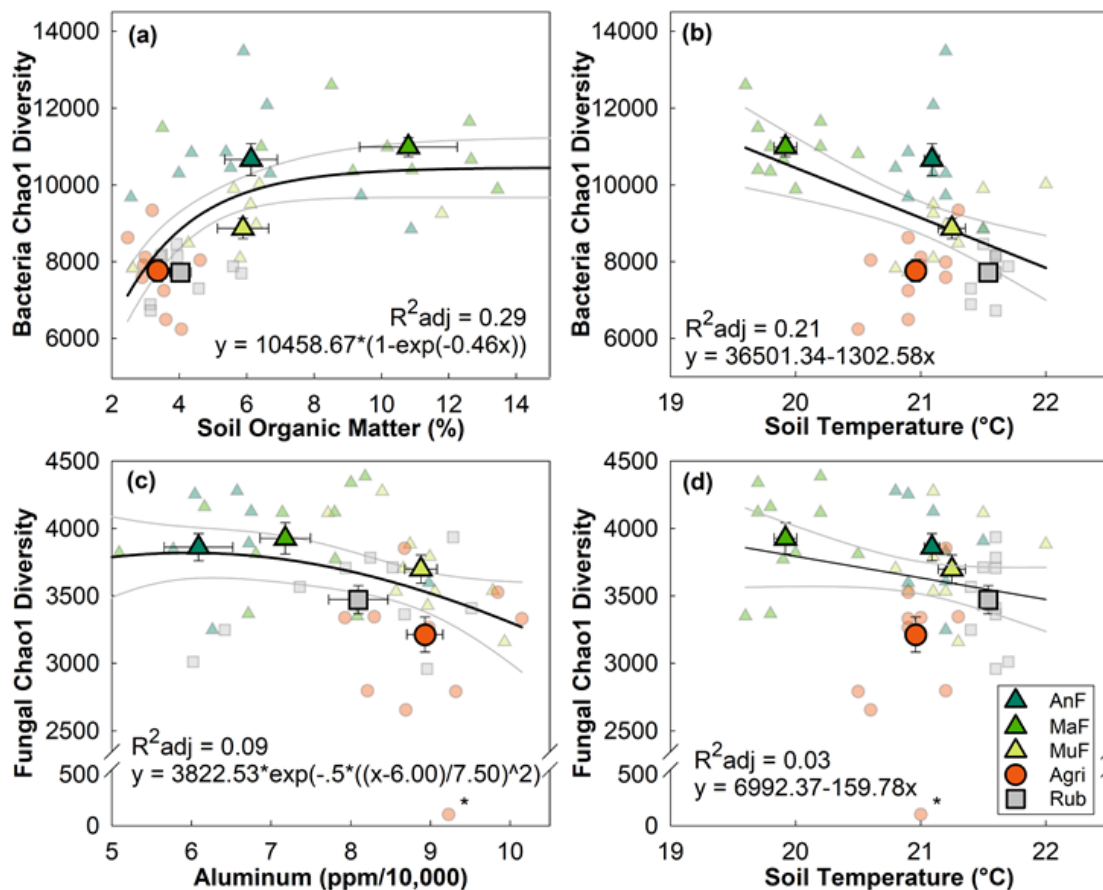 (a)
Bacteria Chao1 Diversity
14000
12000
10000
8000
6000
R²adj = 0.29
y = 10458.67*(1-exp(-0.46x))
2 4 6 8 10 12 14
Soil Organic Matter (%)
(b)
Bacteria Chao1 Diversity
14000
12000
10000
8000
6000
R²adj = 0.21
y = 36501.34-1302.58x
19 20 21 22
Soil Temperature (°C)
(c)
Fungal Chao1 Diversity
4500
4000
3500
3000
2500
500
0
R²adj = 0.09
y = 3822.53*exp(-.5*((x-6.00)/7.50)^2)
*
5 6 7 8 9 10
Aluminum (ppm/10,000)
(d)
Fungal Chao1 Diversity
4500
4000
3500
3000
2500
500
0
R²adj = 0.03
y = 6992.37-159.78x
*
AnF
MaF
MuF
Agri
Rub
19 20 21 22
Soil Temperature (°C)